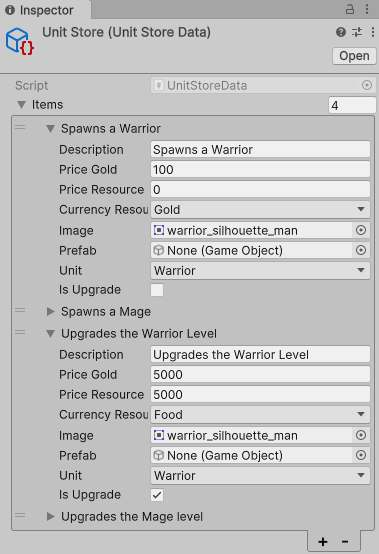 Inspector
Unit Store (Unit Store Data)
Open
Script UnitStoreData
Items 4
Spawns a Warrior
Description Spawns a Warrior
Price Gold 100
Price Resource 0
Currency Resou Gold
Image warrior_silhouette_man
Prefab None (Game Object)
Unit Warrior
Is Upgrade
Spawns a Mage
Upgrades the Warrior Level
Description Upgrades the Warrior Level
Price Gold 5000
Price Resource 5000
Currency Resou Food
Image warrior_silhouette_man
Prefab None (Game Object)
Unit Warrior
Is Upgrade
Upgrades the Mage level
+ -